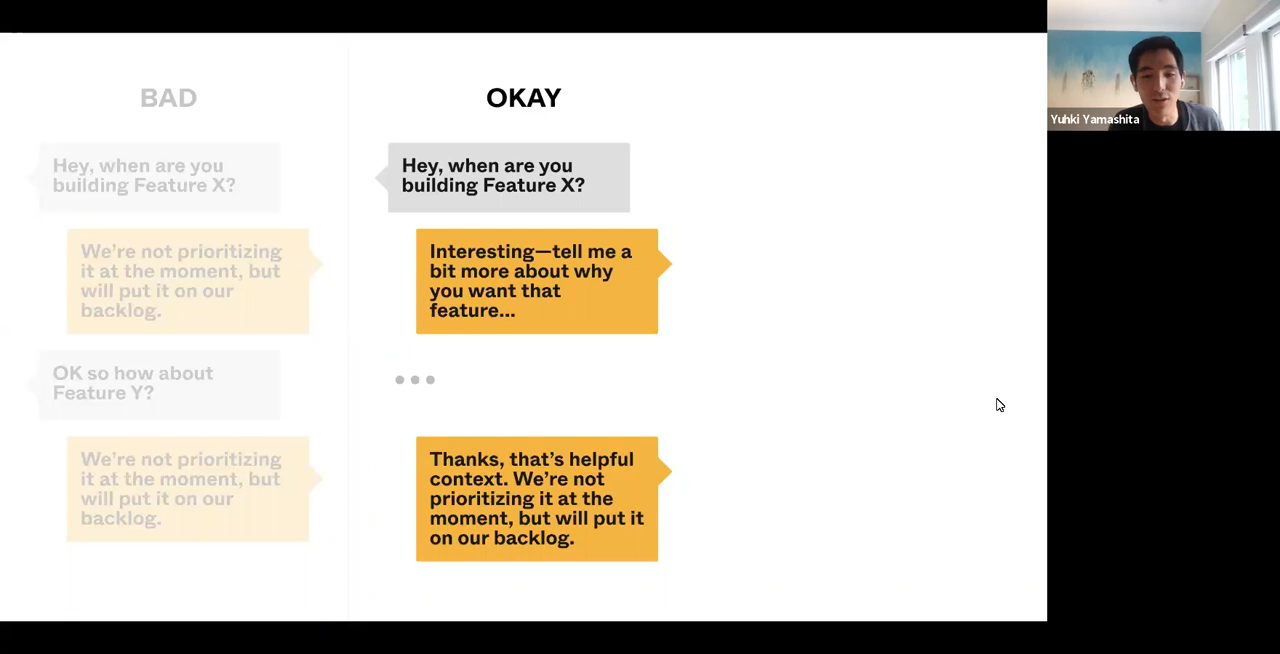 BAD
Hey, when are you
building Feature X?
We're not prioritizing
it at the moment, but
will put it on our
backlog.
OK so how about
Feature Y?
We're not prioritizing
it at the moment, but
will put it on our
backlog.
OKAY
Hey, when are you
building Feature X?
Interesting—tell me a
bit more about why
you want that
feature...
Thanks, that's helpful
context. We're not
prioritizing it at the
moment, but will put it
on our backlog.
Yuhki Yamashita